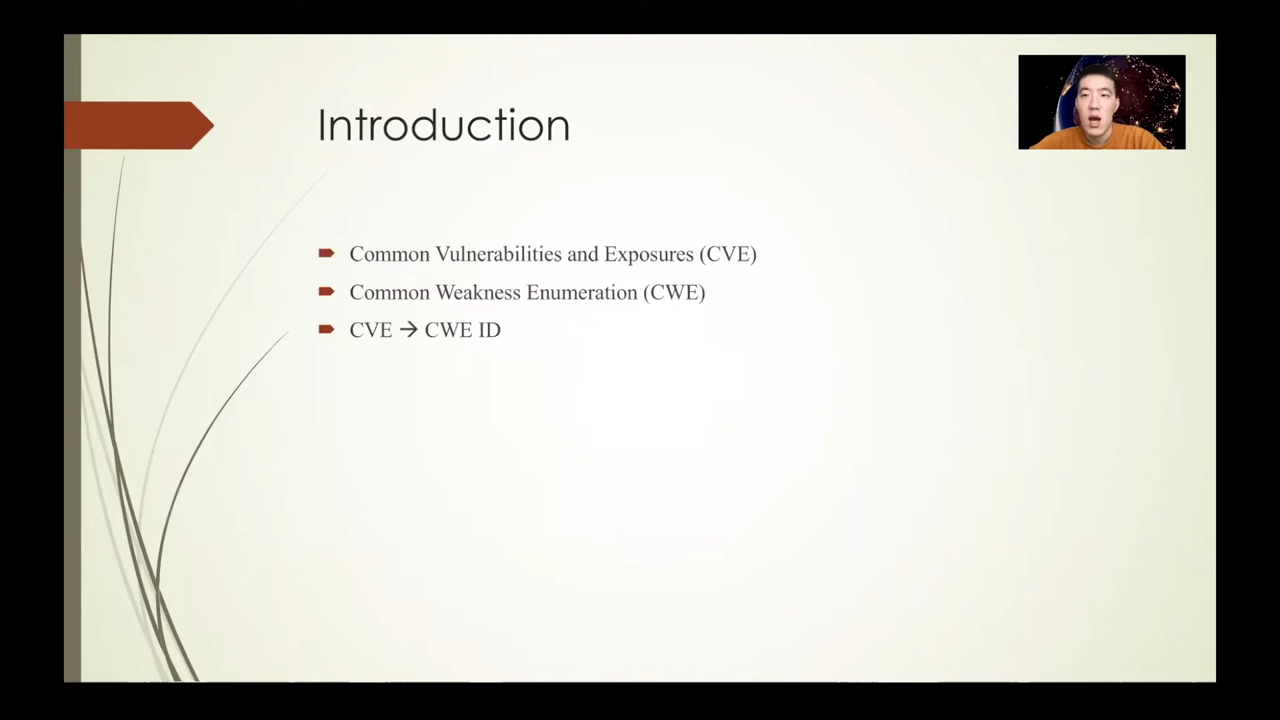 Introduction
Common Vulnerabilities and Exposures (CVE)
Common Weakness Enumeration (CWE)
CVE → CWE ID